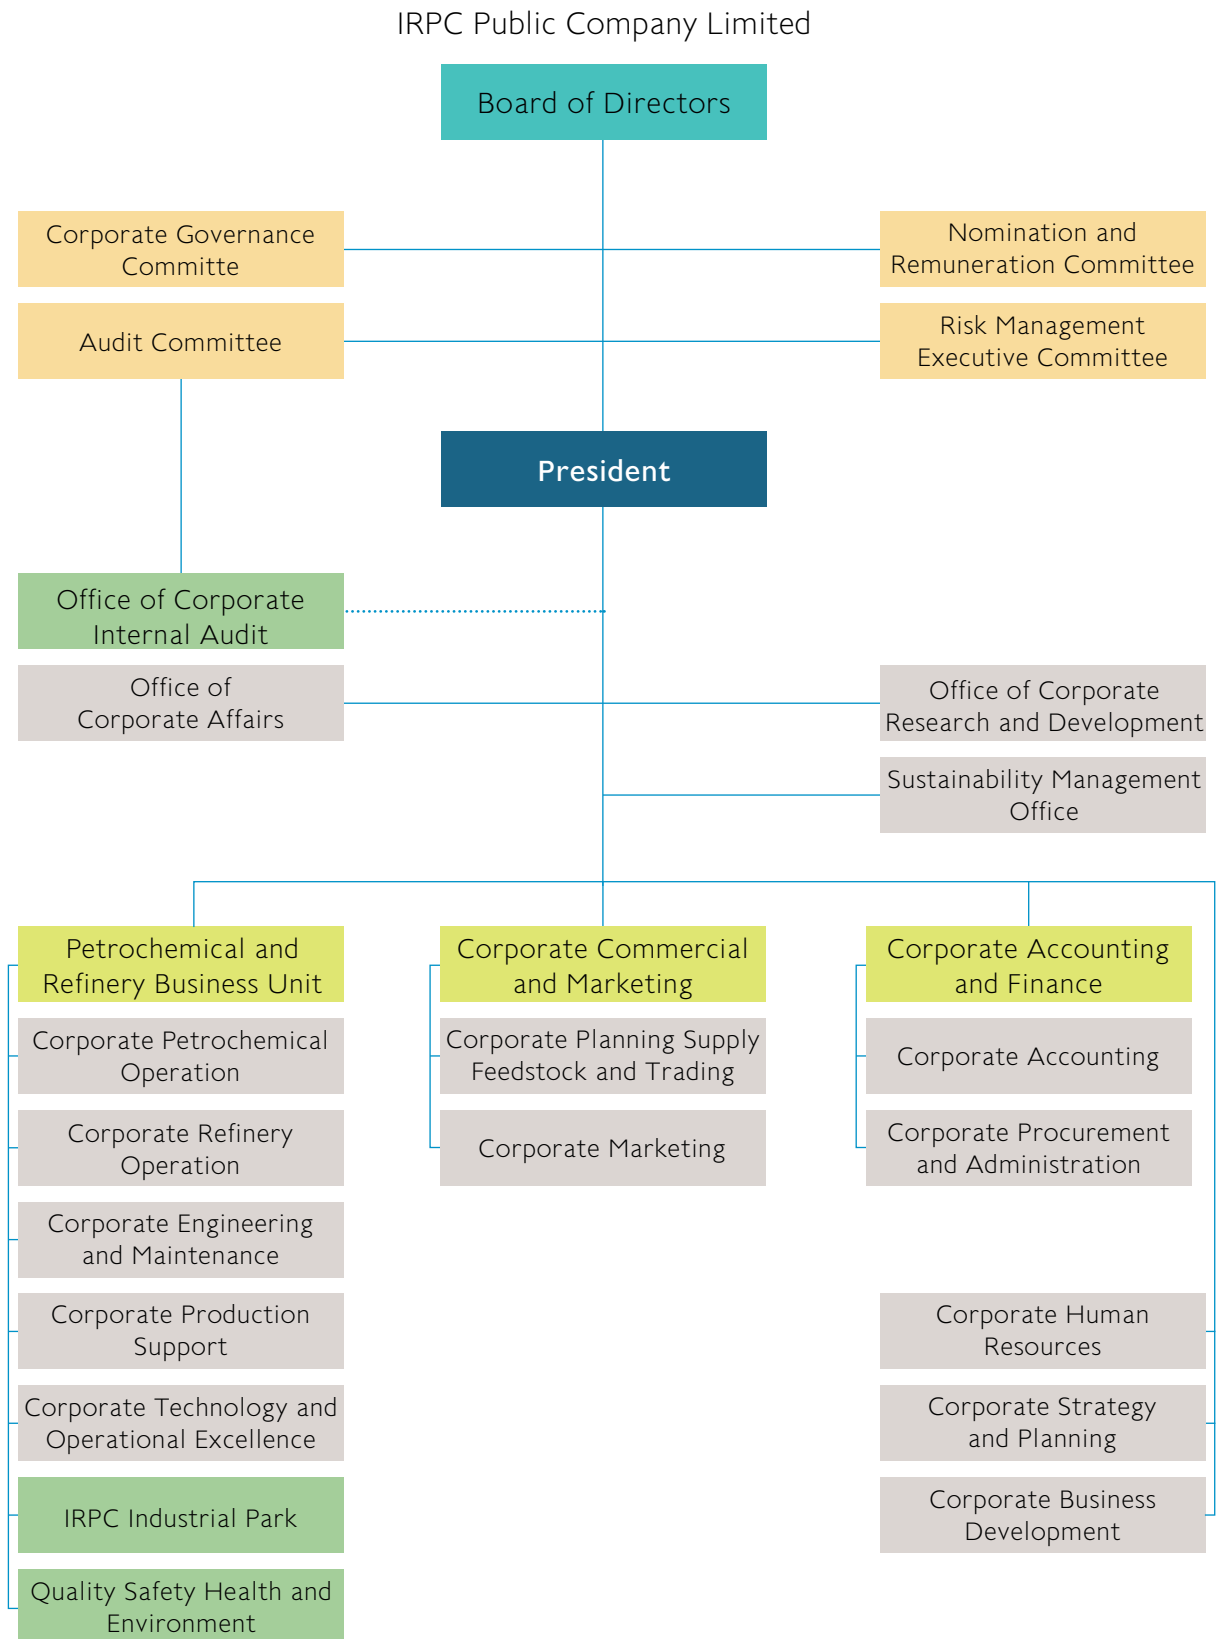 IRPC Public Company Limited
Board of Directors
Corporate Governance
Committe
Nomination and
Remuneration Committee
Audit Committee
Risk Management
Executive Committee
President
Office of Corporate
Internal Audit
Office of
Corporate Affairs
Office of Corporate
Research and Development
Sustainability Management
Office
Petrochemical and
Refinery Business Unit
Corporate Petrochemical
Operation
Corporate Refinery
Operation
Corporate Engineering
and Maintenance
Corporate Production
Support
Corporate Technology and
Operational Excellence
IRPC Industrial Park
Quality Safety Health and
Environment
Corporate Commercial
and Marketing
Corporate Planning Supply
Feedstock and Trading
Corporate Marketing
Corporate Accounting
and Finance
Corporate Accounting
Corporate Procurement
and Administration
Corporate Human
Resources
Corporate Strategy
and Planning
Corporate Business
Development